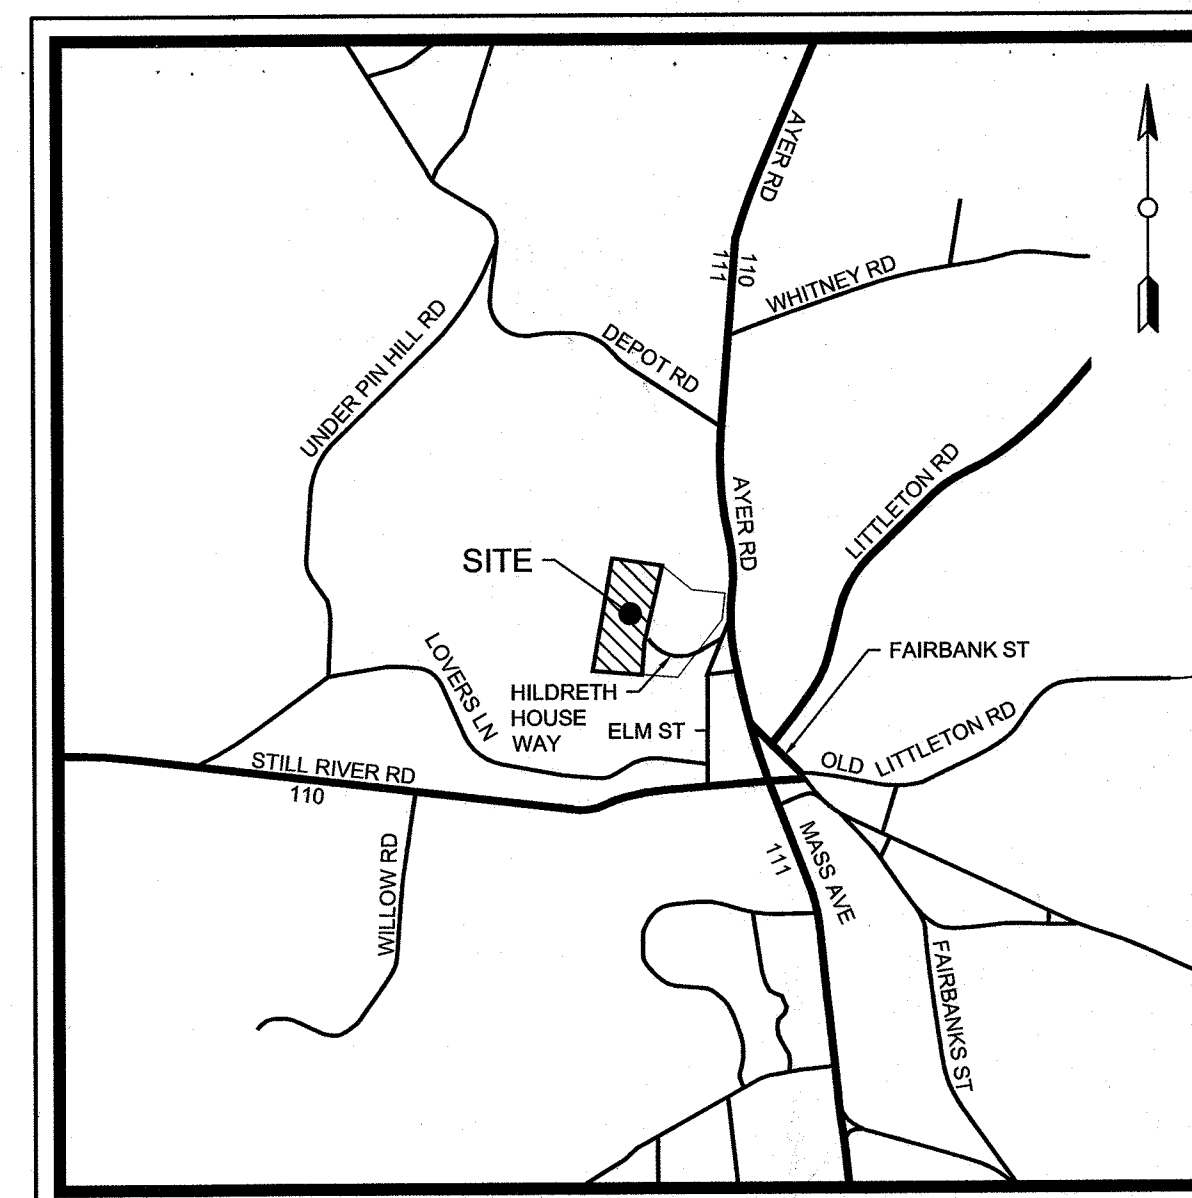 AYER RD
111
110
WHITNEY RD
UNDER PIN HILL RD
DEPOT RD
AYER RD
LITTLETON RD
SITE
FAIRBANK ST
LOVERS LN
HILDRETH
HOUSE
WAY
ELM ST
OLD LITTLETON RD
STILL RIVER RD
110
MASS AVE
111
WILLOW RD
FAIRBANKS ST